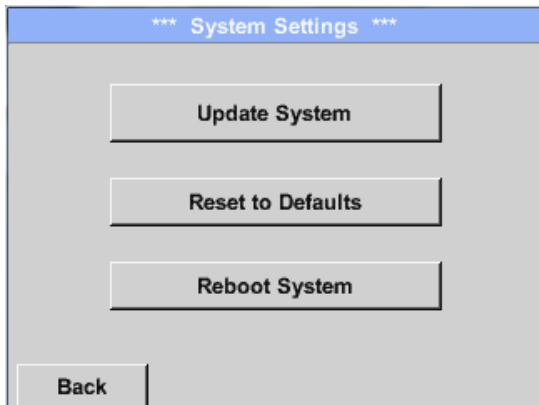 *** System Settings ***
Update System
Reset to Defaults
Reboot System
Back